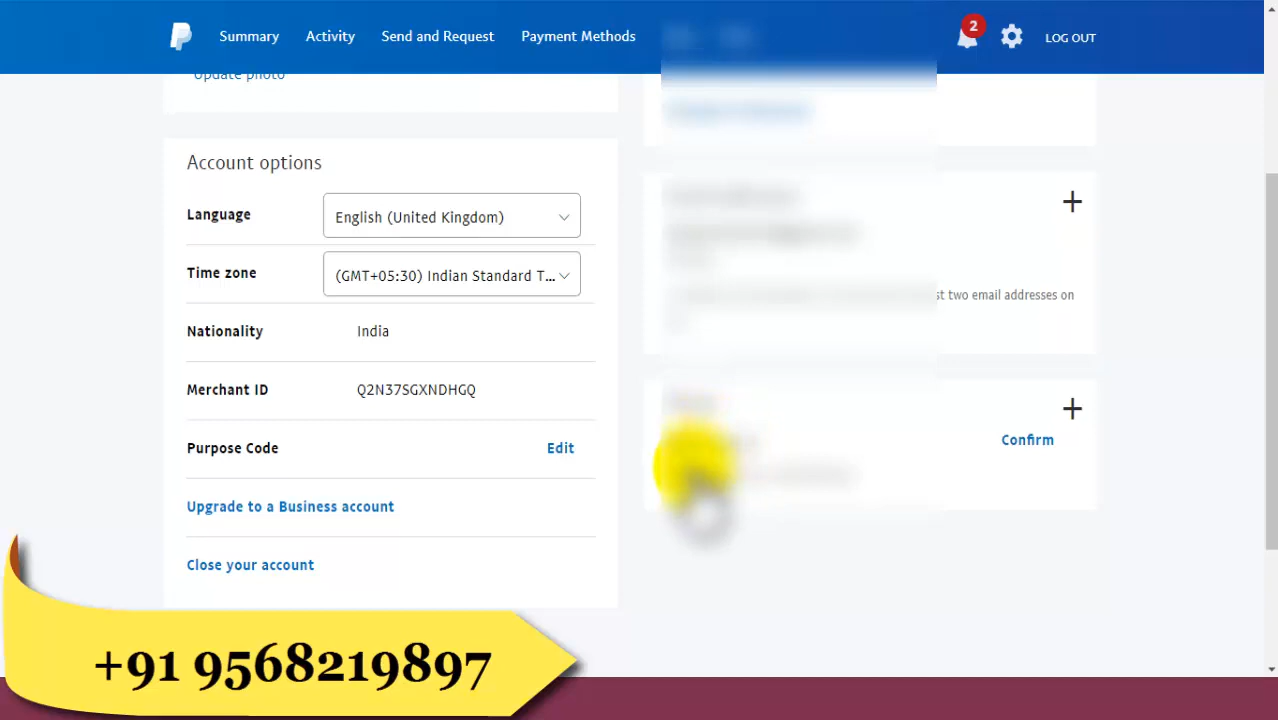 Summary Activity Send and Request Payment Methods 2 LOG OUT
Update photo
Account options
Language English (United Kingdom)
Time zone (GMT+05:30) Indian Standard T...
Nationality India
Merchant ID Q2N37SGXNDHGQ
Purpose Code Edit
Upgrade to a Business account
Close your account
st two email addresses on
Confirm
+91 9568219897